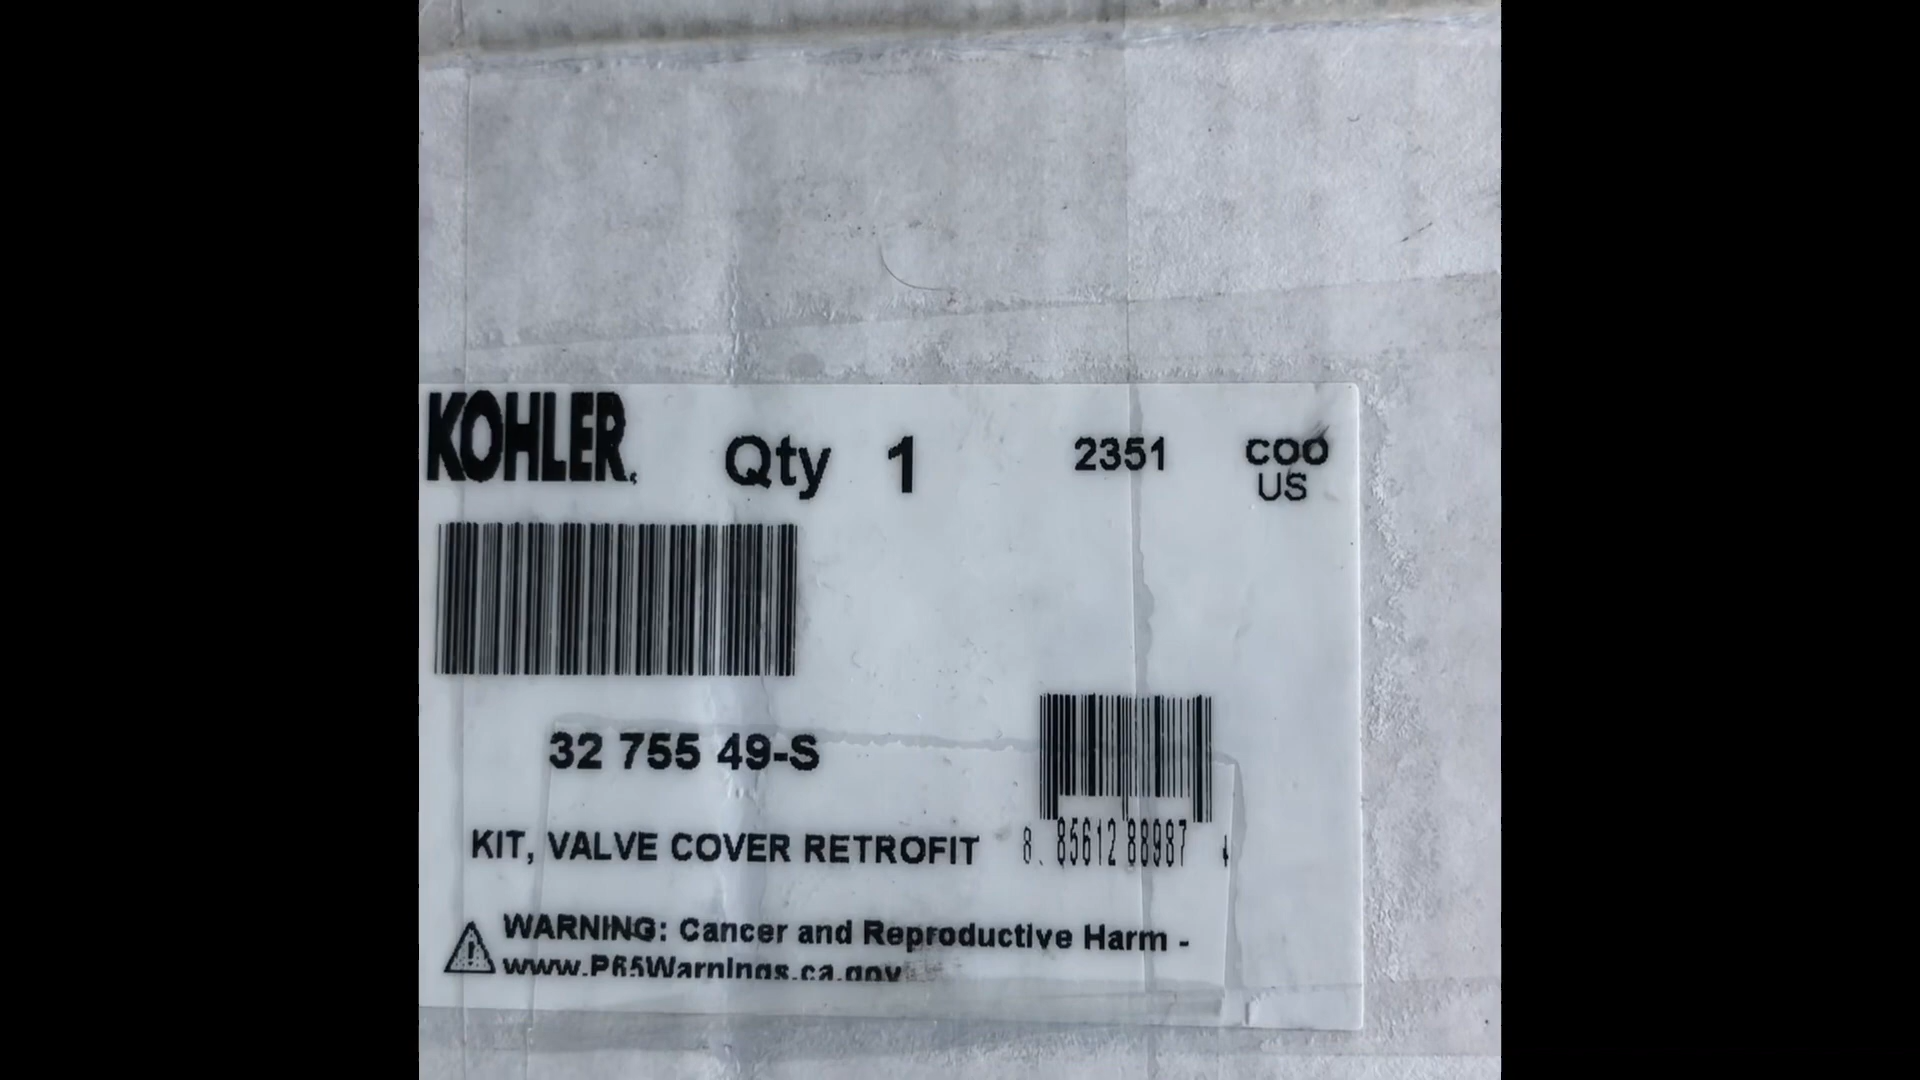 KOHLER.
Qty 1
2351
COO
US
32 755 49-S
KIT, VALVE COVER RETROFIT
8 85612 88987
WARNING: Cancer and Reproductive Harm -
www.P65Warnings.ca.gov